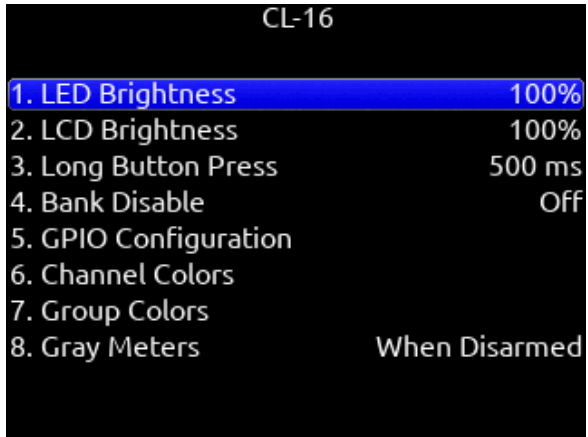 CL-16
1. LED Brightness 100%
2. LCD Brightness 100%
3. Long Button Press 500 ms
4. Bank Disable Off
5. GPIO Configuration
6. Channel Colors
7. Group Colors
8. Gray Meters When Disarmed